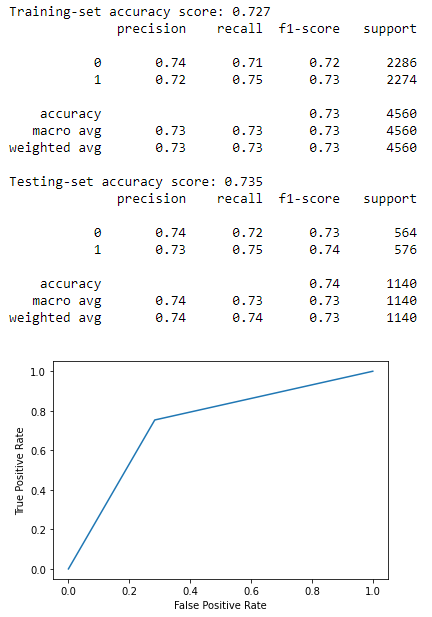 Training-set accuracy score: 0.727
precision recall f1-score support
0 0.74 0.71 0.72 2286
1 0.72 0.75 0.73 2274
accuracy 0.73 4560
macro avg 0.73 0.73 0.73 4560
weighted avg 0.73 0.73 0.73 4560
Testing-set accuracy score: 0.735
precision recall f1-score support
0 0.74 0.72 0.73 564
1 0.73 0.75 0.74 576
accuracy 0.74 1140
macro avg 0.74 0.73 0.73 1140
weighted avg 0.74 0.74 0.73 1140
True Positive Rate
1.0
0.8
0.6
0.4
0.2
0.0
0.0 0.2 0.4 0.6 0.8 1.0
False Positive Rate